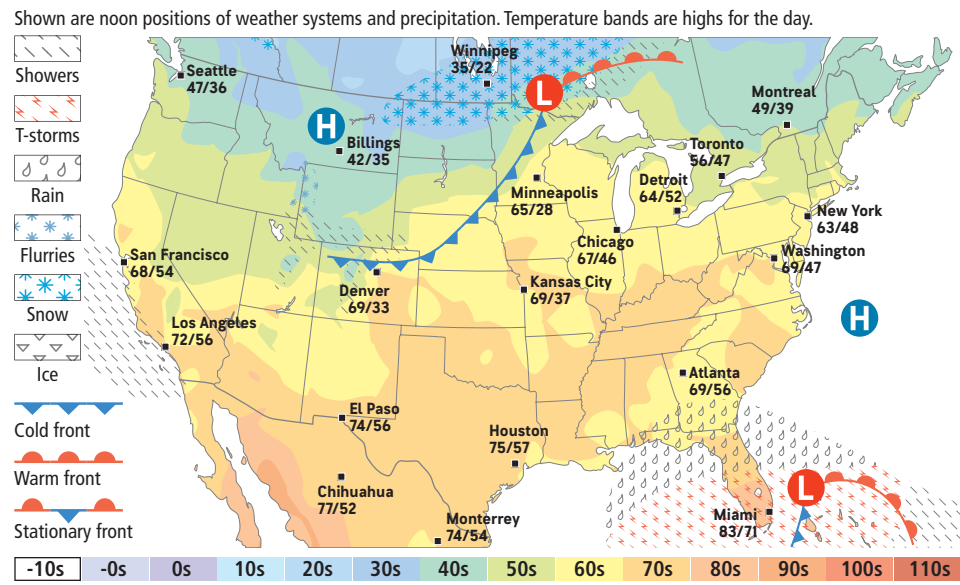 Shown are noon positions of weather systems and precipitation. Temperature bands are highs for the day.
Showers
T-storms
Rain
Flurries
Snow
Ice
Cold front
Warm front
Stationary front
Seattle
47/36
Winnipeg
35/22
L
H
Billings
42/35
Montreal
49/39
Toronto
56/47
Detroit
64/52
Minneapolis
65/28
New York
63/48
Chicago
67/46
Washington
69/47
San Francisco
68/54
Denver
69/33
Kansas City
69/37
H
Los Angeles
72/56
Atlanta
69/56
El Paso
74/56
Houston
75/57
Chihuahua
77/52
L
Miami
83/71
Monterrey
74/54
-10s -0s 0s 10s 20s 30s 40s 50s 60s 70s 80s 90s 100s 110s